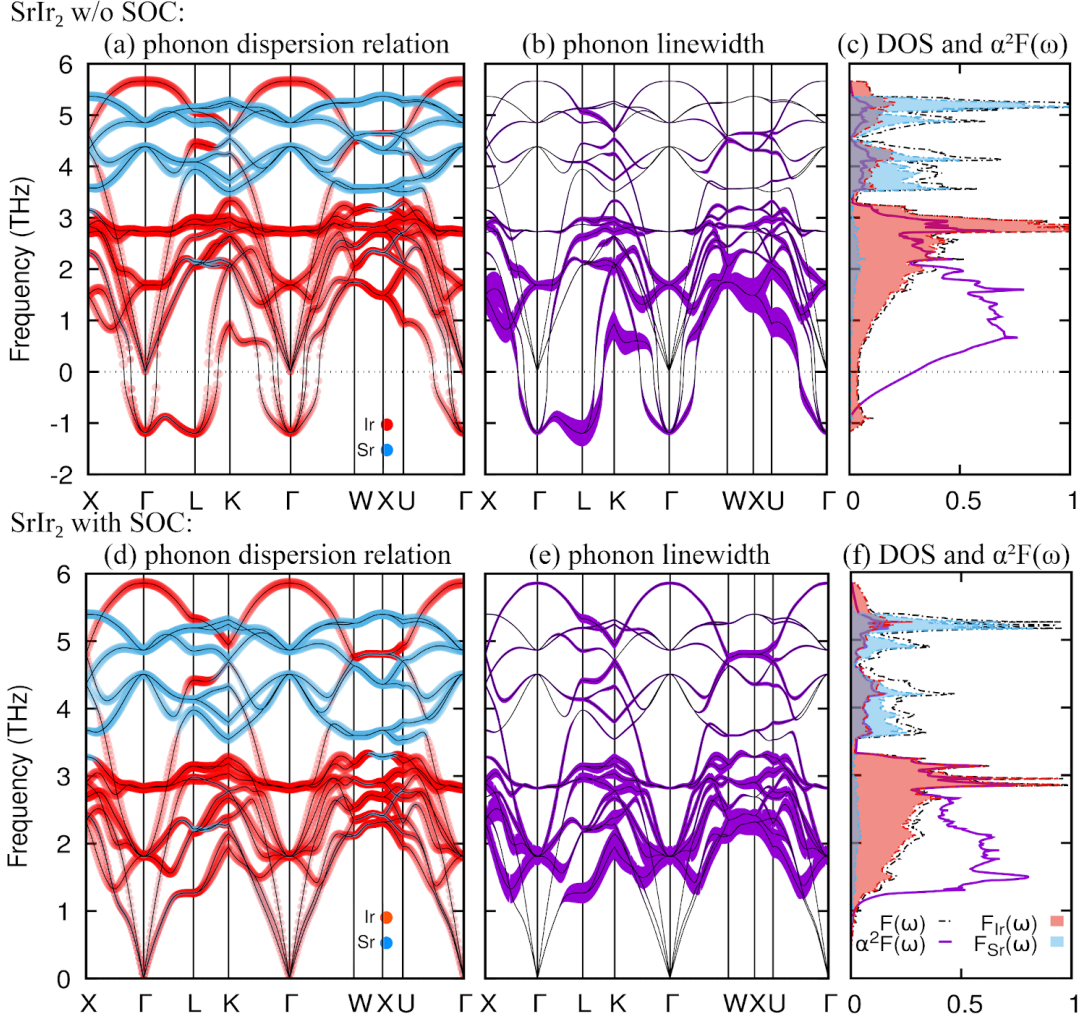 SrIr₂ w/o SOC:
(a) phonon dispersion relation
(b) phonon linewidth
(c) DOS and α²F(ω)
Frequency (THz)
6
5
4
3
2
1
0
-1
-2
Ir
Sr
X Γ L K Γ W X U Γ
X Γ L K Γ W X U Γ
0 0.5 1
SrIr₂ with SOC:
(d) phonon dispersion relation
(e) phonon linewidth
(f) DOS and α²F(ω)
Frequency (THz)
6
5
4
3
2
1
0
Ir
Sr
F(ω) F_Ir(ω)
α²F(ω) F_Sr(ω)
X Γ L K Γ W X U Γ
X Γ L K Γ W X U Γ
0 0.5 1